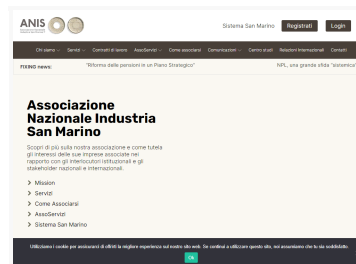 ANIS
Sistema San Marino
Registrati
Login
Chi siamo
Servizi
Contratti di lavoro
AssoServizi
Come associarsi
Comunicazioni
Centro studi
Relazioni Internazionali
Contatti
FIXING news:
"Riforma delle pensioni in un Piano Strategico"
NPL, una grande sfida "sistemica"
Associazione
Nazionale Industria
San Marino
Scopri di più sulla nostra associazione e come tutela
gli interessi delle sue imprese associate nei
rapporto con gli interlocutori istituzionali e gli
stakeholder nazionali e internazionali.
Mission
Servizi
Come Associarsi
AssoServizi
Sistema San Marino
Utilizziamo i cookie per assicurarci di offrirti la migliore esperienza sul nostro sito web. Se continui a utilizzare questo sito, noi assumiamo che tu sia soddisfatto.
Ok